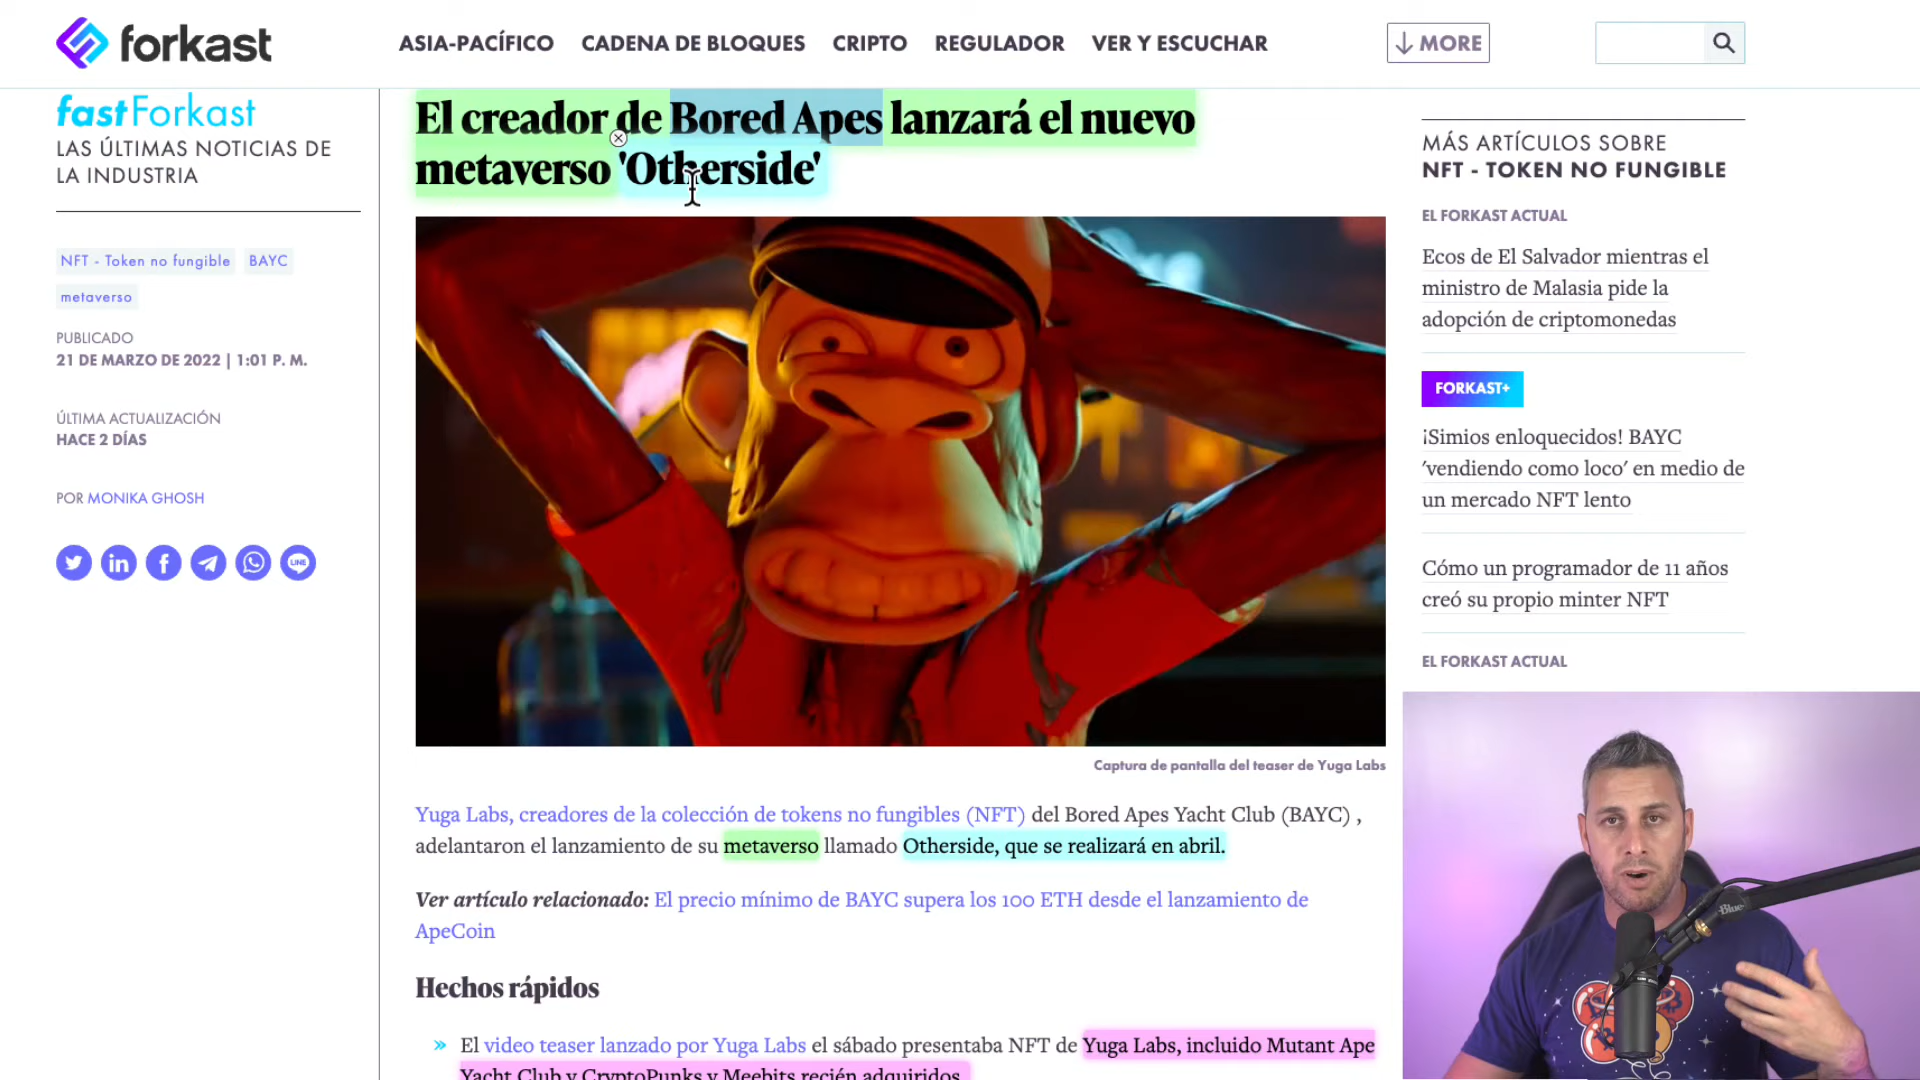 forkast
ASIA-PACÍFICO
CADENA DE BLOQUES
CRIPTO
REGULADOR
VER Y ESCUCHAR
MORE
fastForkast
LAS ÚLTIMAS NOTICIAS DE
LA INDUSTRIA
NFT - Token no fungible
BAYC
metaverso
PUBLICADO
21 DE MARZO DE 2022 | 1:01 P. M.
ÚLTIMA ACTUALIZACIÓN
HACE 2 DÍAS
POR MONIKA GHOSH
LINE
El creador de Bored Apes lanzará el nuevo
metaverso 'Otherside'
Captura de pantalla del teaser de Yuga Labs
Yuga Labs, creadores de la colección de tokens no fungibles (NFT) del Bored Apes Yacht Club (BAYC) ,
adelantaron el lanzamiento de su metaverso llamado Otherside, que se realizará en abril.
Ver artículo relacionado: El precio mínimo de BAYC supera los 100 ETH desde el lanzamiento de
ApeCoin
Hechos rápidos
El video teaser lanzado por Yuga Labs el sábado presentaba NFT de Yuga Labs, incluido Mutant Ape
Yacht Club y CryptoPunks y Meebits recién adquiridos.
MÁS ARTÍCULOS SOBRE
NFT - TOKEN NO FUNGIBLE
EL FORKAST ACTUAL
Ecos de El Salvador mientras el
ministro de Malasia pide la
adopción de criptomonedas
FORKAST+
¡Simios enloquecidos! BAYC
'vendiendo como loco' en medio de
un mercado NFT lento
Cómo un programador de 11 años
creó su propio minter NFT
EL FORKAST ACTUAL
Blue